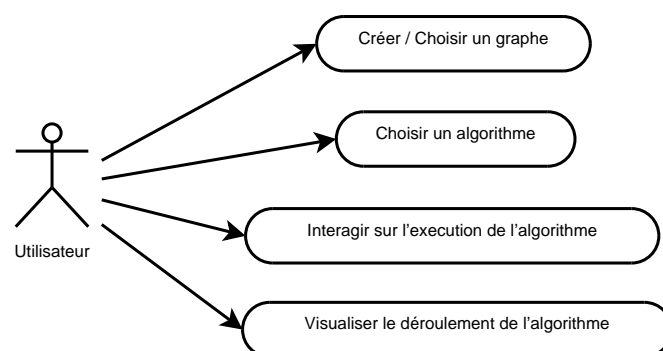 Créer / Choisir un graphe
Choisir un algorithme
Interagir sur l'execution de l'algorithme
Utilisateur
Visualiser le déroulement de l'algorithme